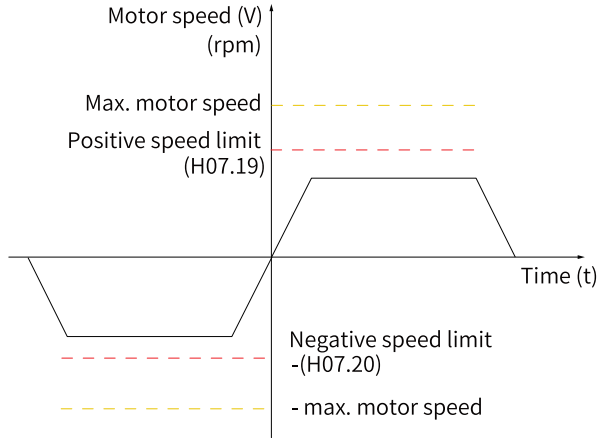 Motor speed (V)
(rpm)
Max. motor speed
Positive speed limit
(H07.19)
Time (t)
Negative speed limit
-(H07.20)
- max. motor speed